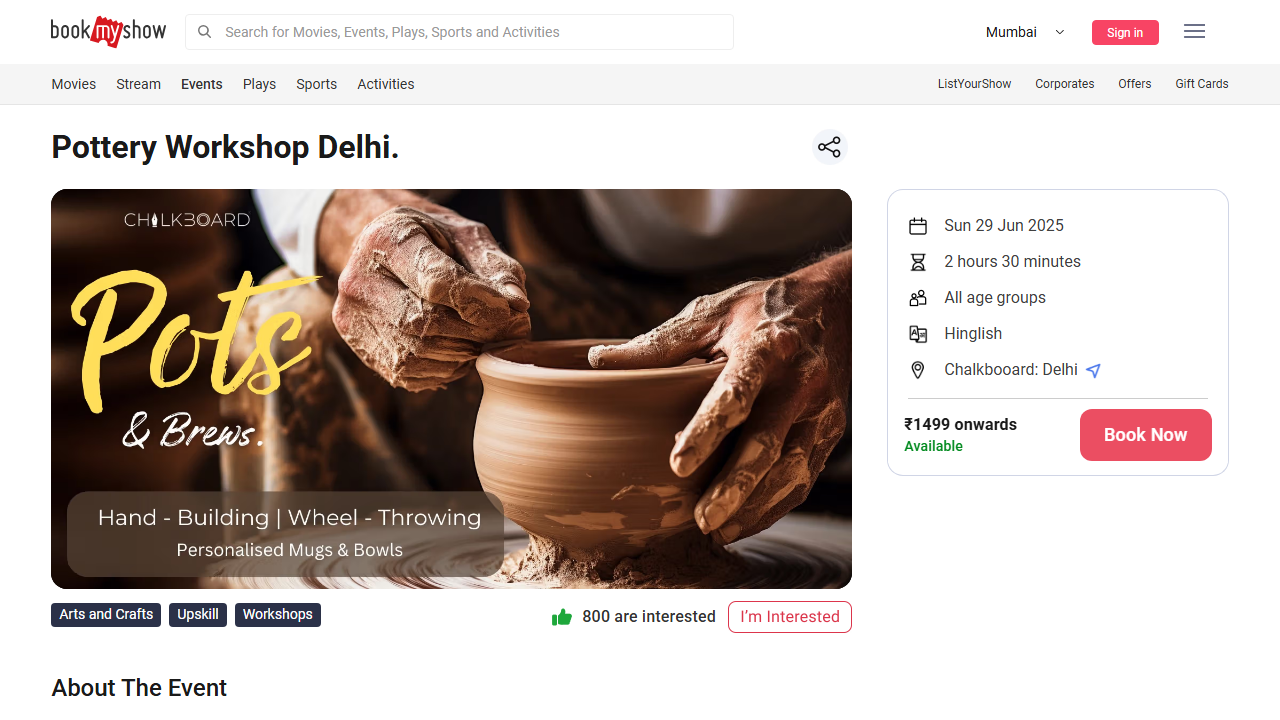 bookmyshow
Search for Movies, Events, Plays, Sports and Activities
Mumbai
Sign in
Movies Stream Events Plays Sports Activities
ListYourShow Corporates Offers Gift Cards
Pottery Workshop Delhi.
CHALKBOARD
Pots
& Brews.
Hand - Building | Wheel - Throwing
Personalised Mugs & Bowls
Sun 29 Jun 2025
2 hours 30 minutes
All age groups
Hinglish
Chalkbooard: Delhi
₹1499 onwards
Available
Book Now
Arts and Crafts Upskill Workshops
800 are interested
I'm Interested
About The Event